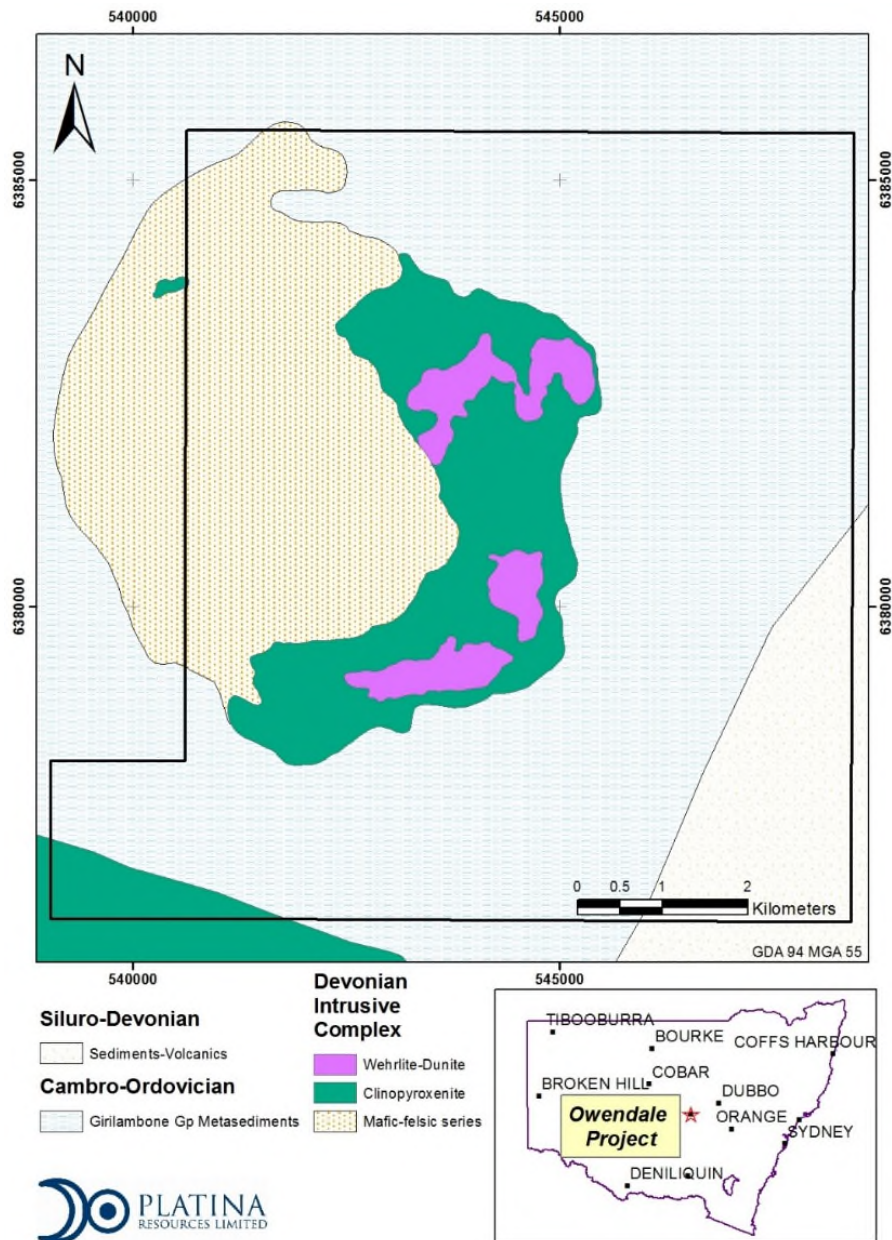 540000
545000
N
6385000
6385000
6380000
6380000
0 0.5 1 2
Kilometers
GDA 94 MGA 55
540000
545000
Siluro-Devonian
Sediments-Volcanics
Cambro-Ordovician
Girilambone Gp Metasediments
Devonian
Intrusive
Complex
Wehrlite-Dunite
Clinopyroxenite
Mafic-felsic series
TIBOOBURRA
BOURKE
COFFS HARBOUR
COBAR
BROKEN HILL
DUBBO
Owendale
Project
ORANGE
SYDNEY
DENILIQUIN
PLATINA
RESOURCES LIMITED